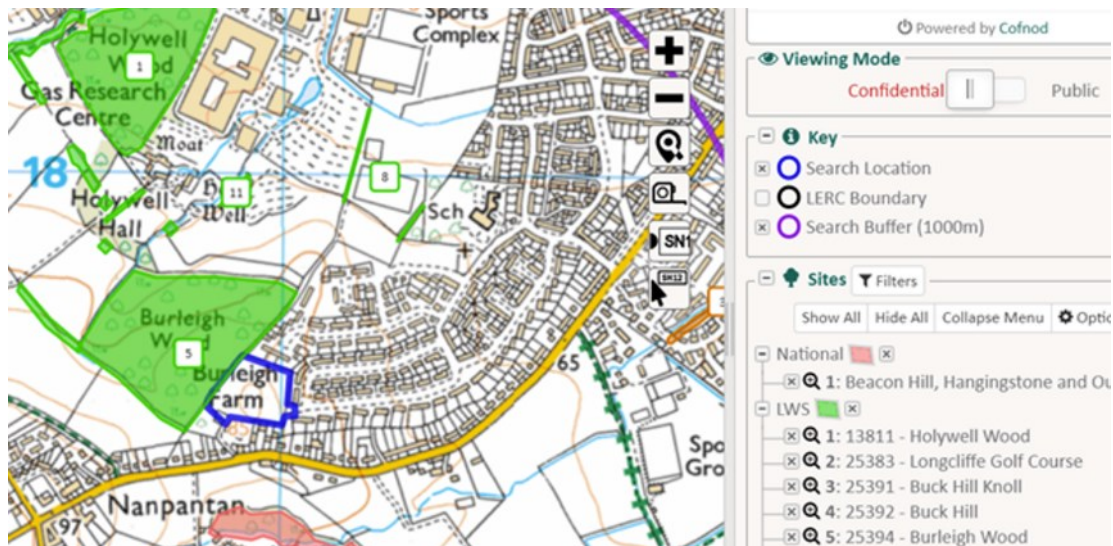 Holywell
Wood
1
Gas Research
Centre
Sports
Complex
Moat
18
11
8
Holywell
Hall
Well
Sch
Burleigh
Wood
5
Burleigh
Farm
85
65
Nanpantan
97
Spo
Gro
SN1
SH12
Powered by Cofnod
Viewing Mode
Confidential Public
Key
Search Location
LERC Boundary
Search Buffer (1000m)
Sites Filters
Show All Hide All Collapse Menu Optic
National
1: Beacon Hill, Hangingstone and Ou
LWS
1: 13811 - Holywell Wood
2: 25383 - Longcliffe Golf Course
3: 25391 - Buck Hill Knoll
4: 25392 - Buck Hill
5: 25394 - Burleigh Wood